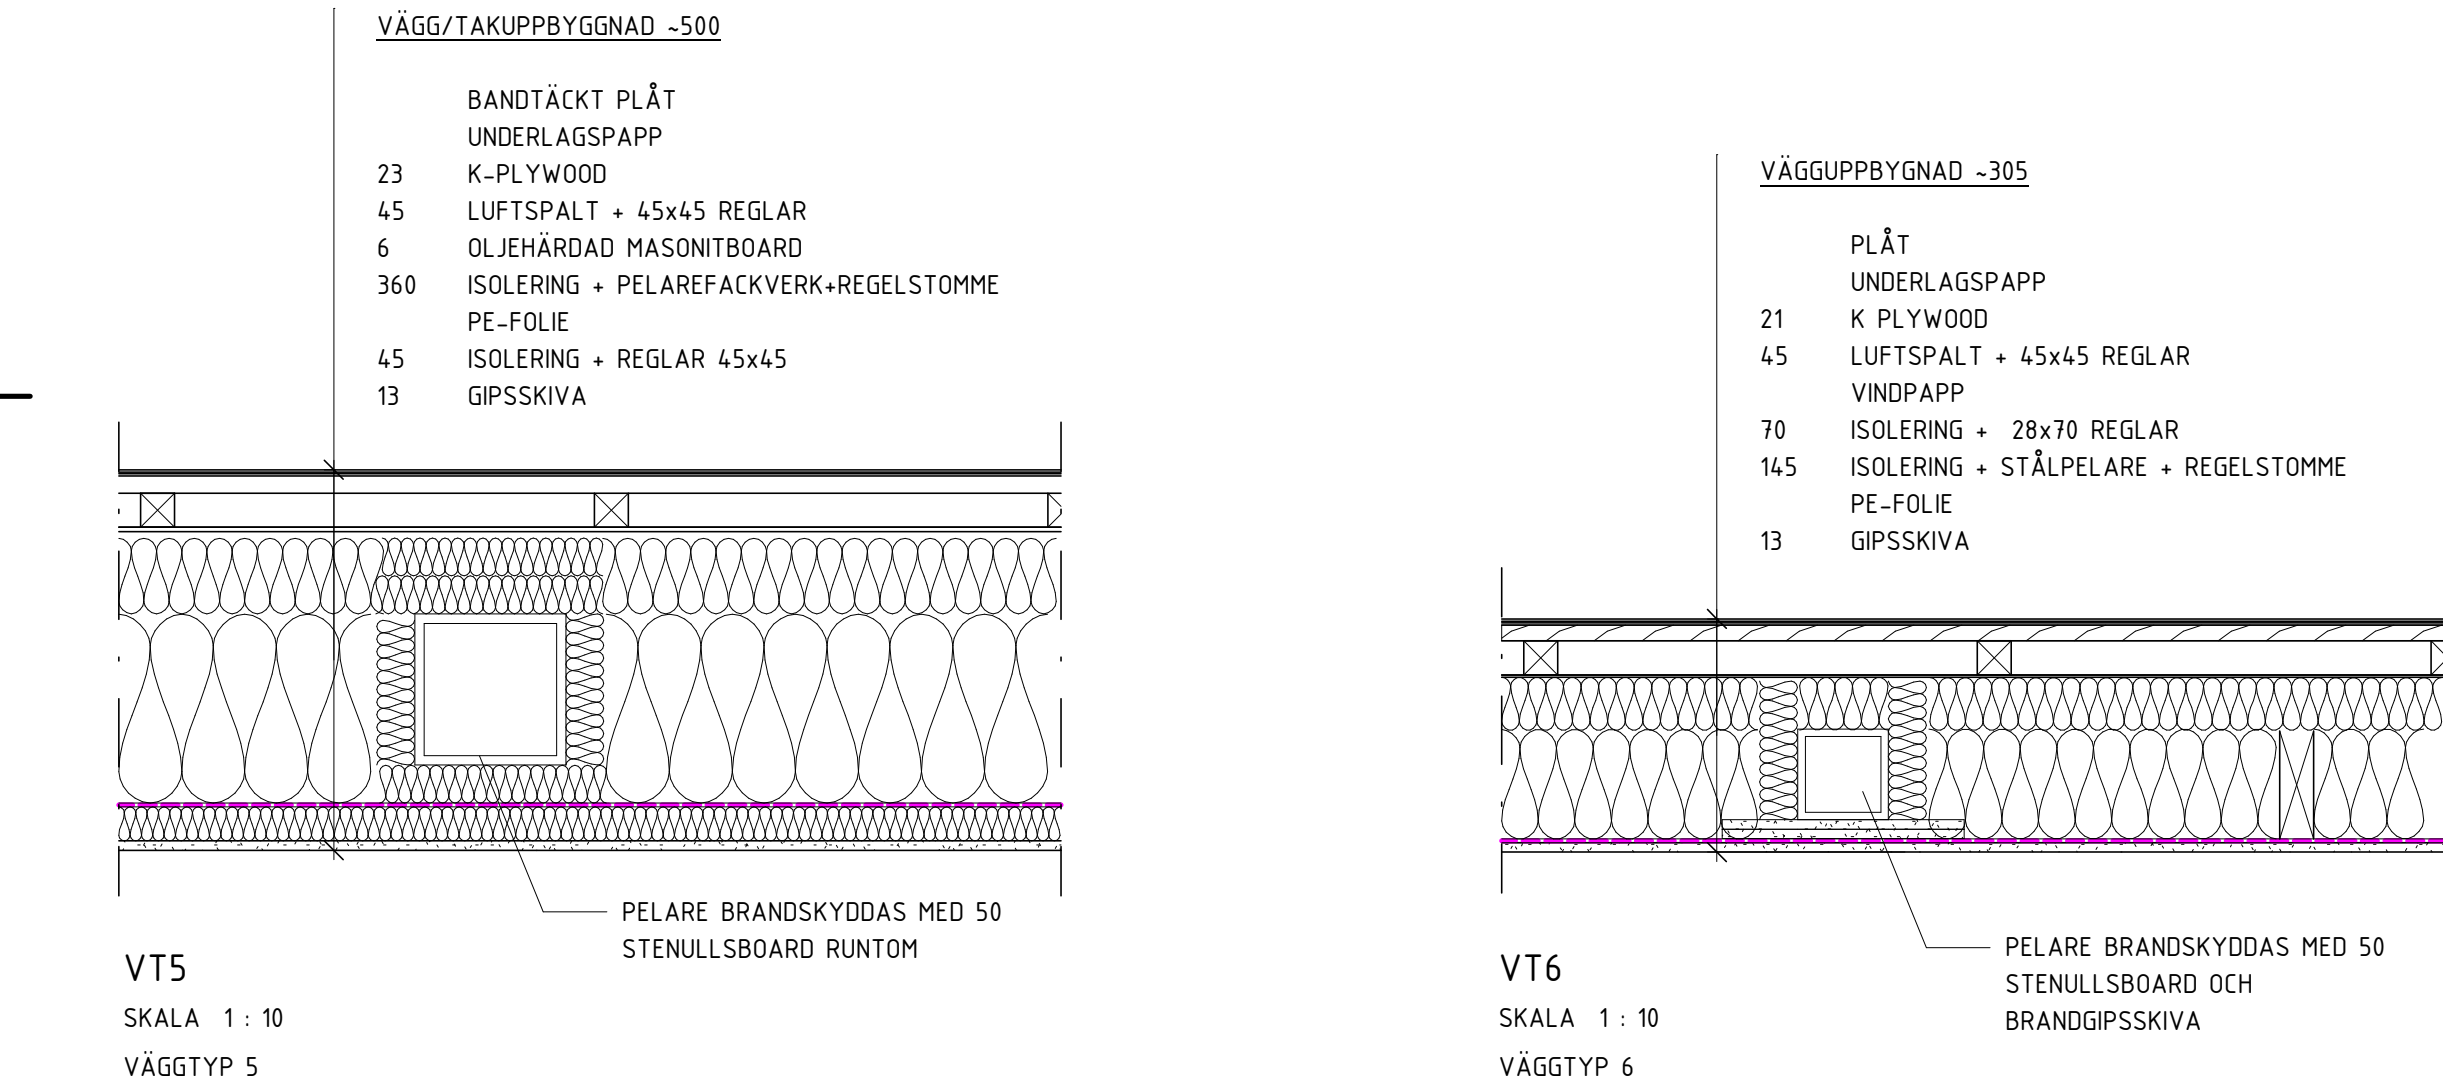 VÄGG/TAKUPPBYGGNAD ~500
BANDTÄCKT PLÅT
UNDERLAGSPAPP
23 K-PLYWOOD
45 LUFTSPALT + 45x45 REGLAR
6 OLJEHÄRDAD MASONITBOARD
360 ISOLERING + PELAREFACKVERK+REGELSTOMME
PE-FOLIE
45 ISOLERING + REGLAR 45x45
13 GIPSSKIVA
PELARE BRANDSKYDDAS MED 50
STENULLSBOARD RUNTOM
VT5
SKALA 1 : 10
VÄGGTYP 5
VÄGGUPPBYGNAD ~305
PLÅT
UNDERLAGSPAPP
21 K PLYWOOD
45 LUFTSPALT + 45x45 REGLAR
VINDPAPP
70 ISOLERING + 28x70 REGLAR
145 ISOLERING + STÅLPELARE + REGELSTOMME
PE-FOLIE
13 GIPSSKIVA
PELARE BRANDSKYDDAS MED 50
STENULLSBOARD OCH
BRANDGIPSSKIVA
VT6
SKALA 1 : 10
VÄGGTYP 6